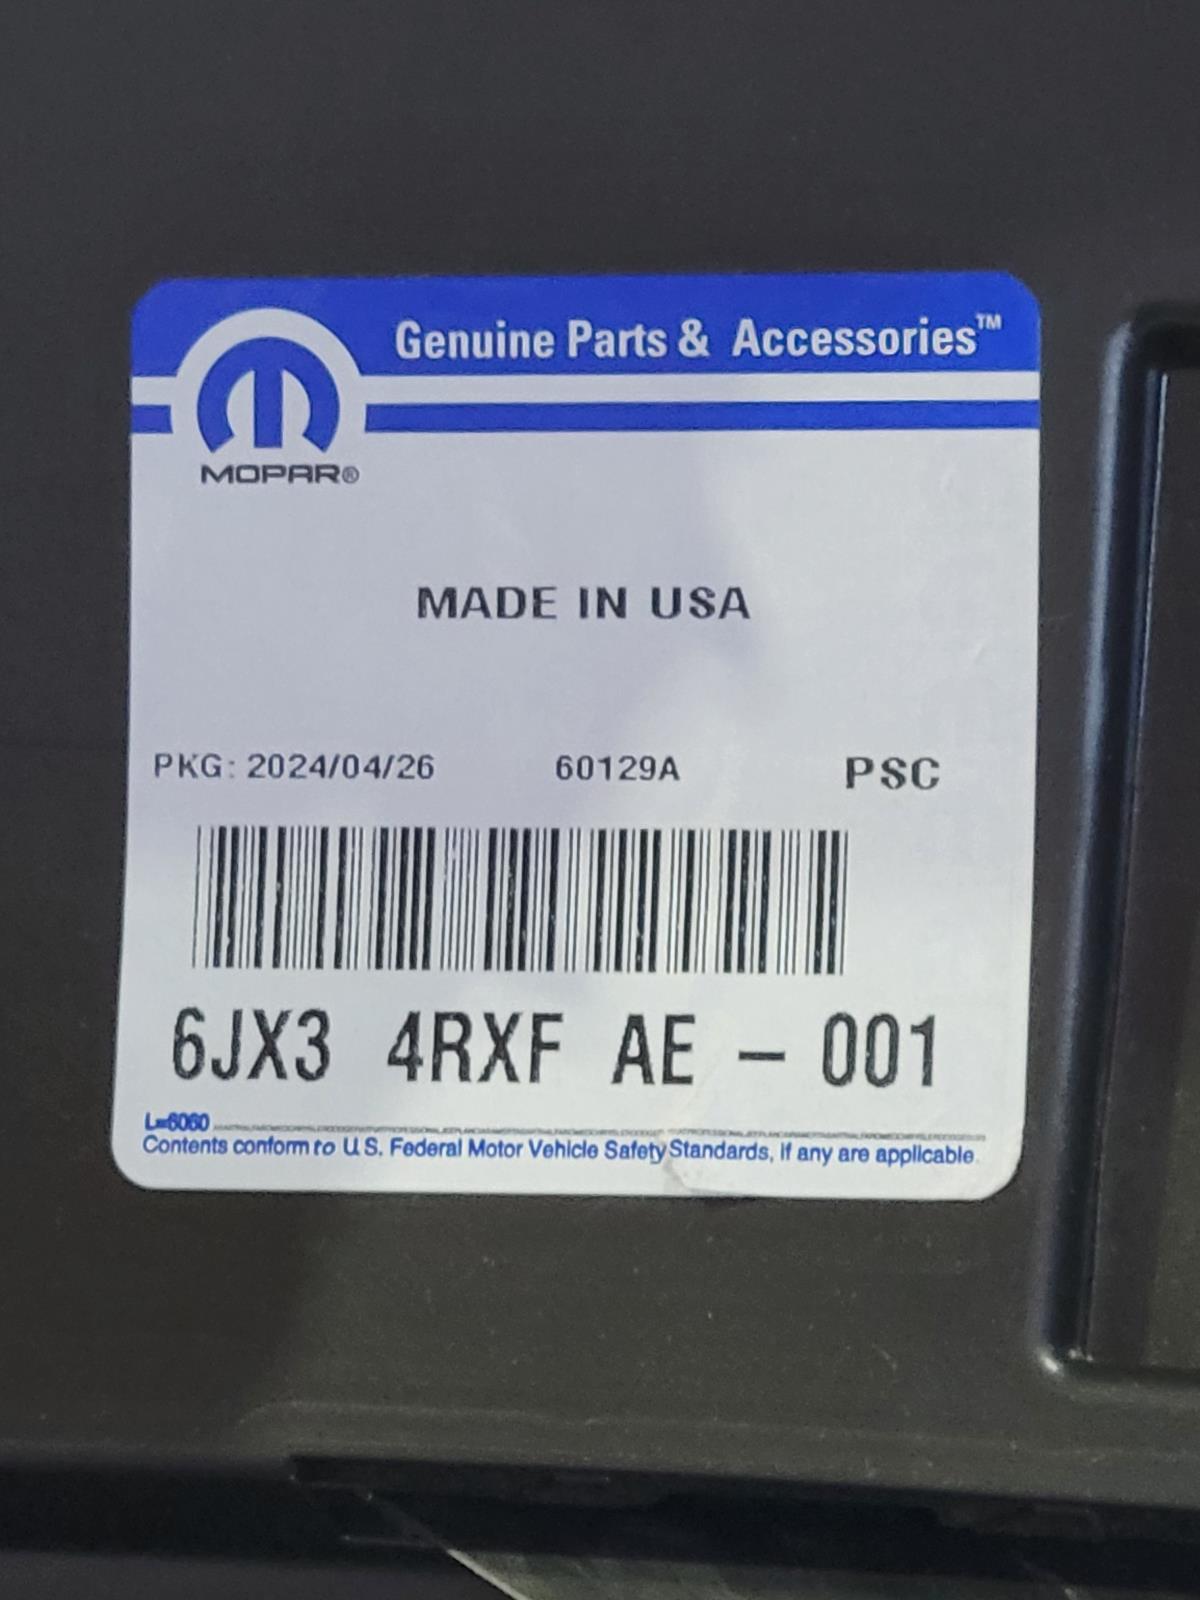 Genuine Parts & Accessories™
MOPAR®
MADE IN USA
PKG: 2024/04/26 60129A PSC
6JX3 4RXF AE - 001
L=6060
Contents conform to U.S. Federal Motor Vehicle Safety Standards, if any are applicable.